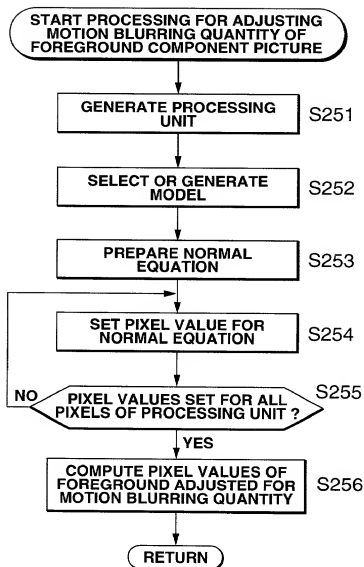 START PROCESSING FOR ADJUSTING
MOTION BLURRING QUANTITY OF
FOREGROUND COMPONENT PICTURE
GENERATE PROCESSING
UNIT
S251
SELECT OR GENERATE
MODEL
S252
PREPARE NORMAL
EQUATION
S253
SET PIXEL VALUE FOR
NORMAL EQUATION
S254
NO
PIXEL VALUES SET FOR ALL
PIXELS OF PROCESSING UNIT ?
S255
YES
COMPUTE PIXEL VALUES OF
FOREGROUND ADJUSTED FOR
MOTION BLURRING QUANTITY
S256
RETURN